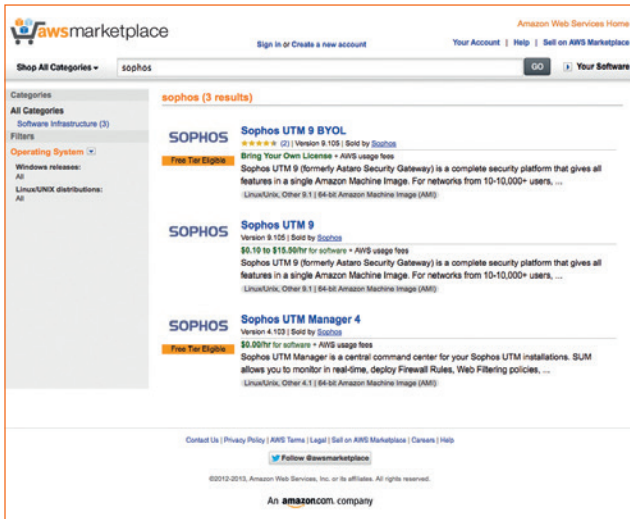 awsmarketplace
Amazon Web Services Home
Sign in or Create a new account
Your Account | Help | Sell on AWS Marketplace
Shop All Categories
sophos
GO
Your Software
Categories
All Categories
Software Infrastructure (3)
Filters
Operating System
Windows releases:
All
Linux/UNIX distributions:
All
sophos (3 results)
SOPHOS
Free Tier Eligible
Sophos UTM 9 BYOL
(2) | Version 9.105 | Sold by Sophos
Bring Your Own License + AWS usage fees
Sophos UTM 9 (formerly Astaro Security Gateway) is a complete security platform that gives all
features in a single Amazon Machine Image. For networks from 10-10,000+ users, ...
Linux/Unix, Other 9.1 | 64-bit Amazon Machine Image (AMI)
SOPHOS
Sophos UTM 9
Version 9.105 | Sold by Sophos
$0.10 to $15.50/hr for software + AWS usage fees
Sophos UTM 9 (formerly Astaro Security Gateway) is a complete security platform that gives all
features in a single Amazon Machine Image. For networks from 10-10,000+ users, ...
Linux/Unix, Other 9.1 | 64-bit Amazon Machine Image (AMI)
SOPHOS
Free Tier Eligible
Sophos UTM Manager 4
Version 4.103 | Sold by Sophos
$0.00/hr for software + AWS usage fees
Sophos UTM Manager is a central command center for your Sophos UTM installations. SUM
allows you to monitor in real-time, deploy Firewall Rules, Web Filtering policies, ...
Linux/Unix, Other 4.1 | 64-bit Amazon Machine Image (AMI)
Contact Us | Privacy Policy | AWS Terms | Legal | Sell on AWS Marketplace | Careers | Help
Follow @awsmarketplace
©2012-2013, Amazon Web Services, Inc. or its affiliates. All rights reserved.
An amazon.com. company